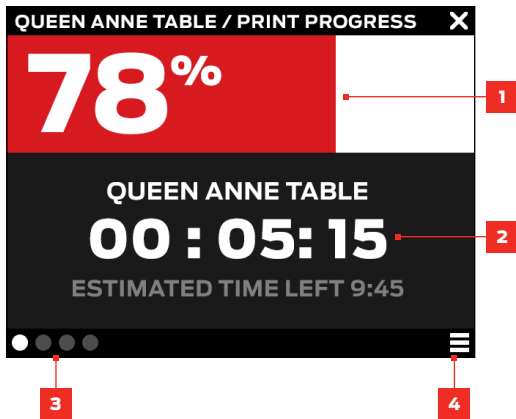 QUEEN ANNE TABLE / PRINT PROGRESS
78%
1
QUEEN ANNE TABLE
00 : 05: 15
2
ESTIMATED TIME LEFT 9:45
3
4